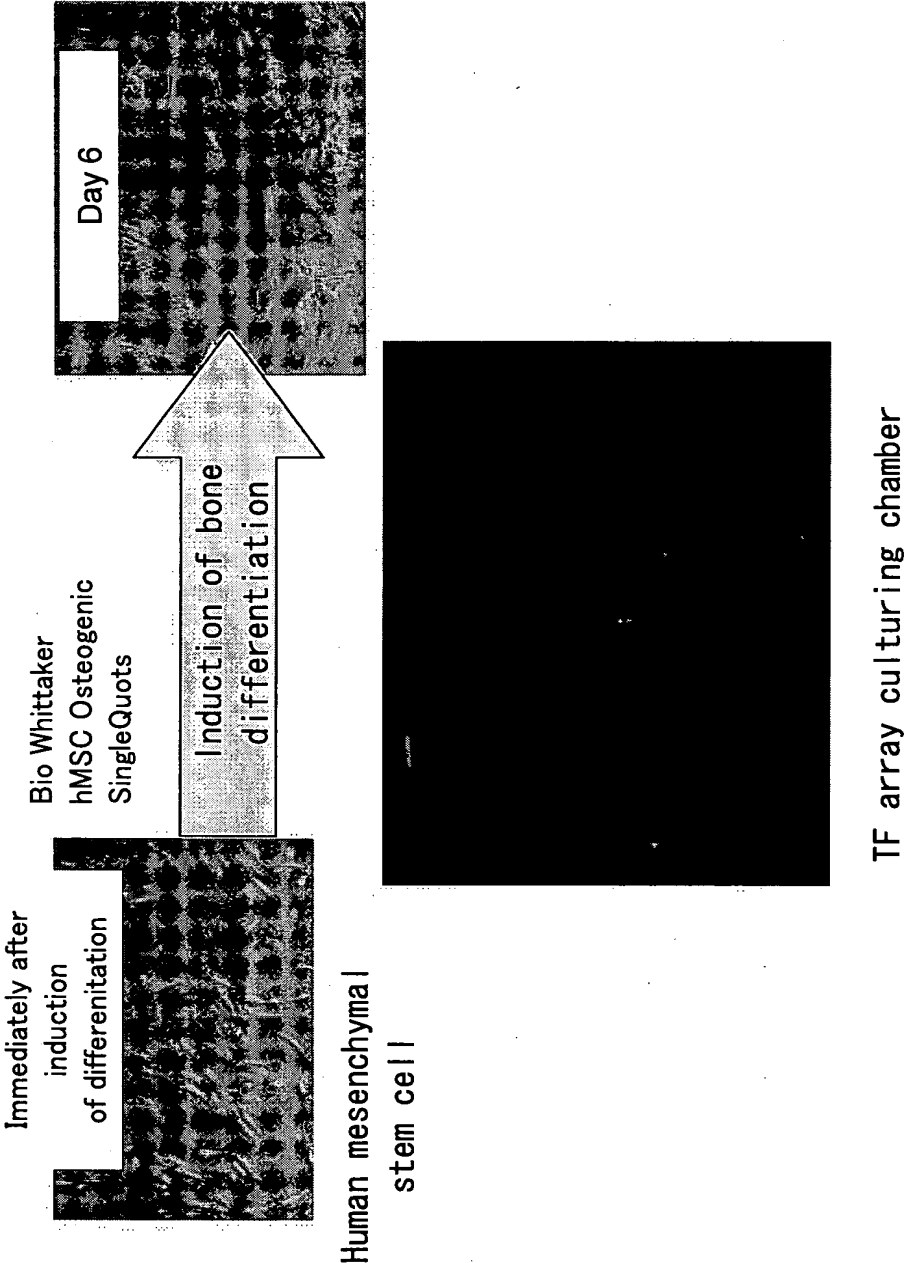 Immediately after
induction
of differenitation
Bio Whittaker
hMSC Osteogenic
SingleQuots
Day 6
Induction of bone
differentiation
Human mesenchymal
stem cell
TF array culturing chamber